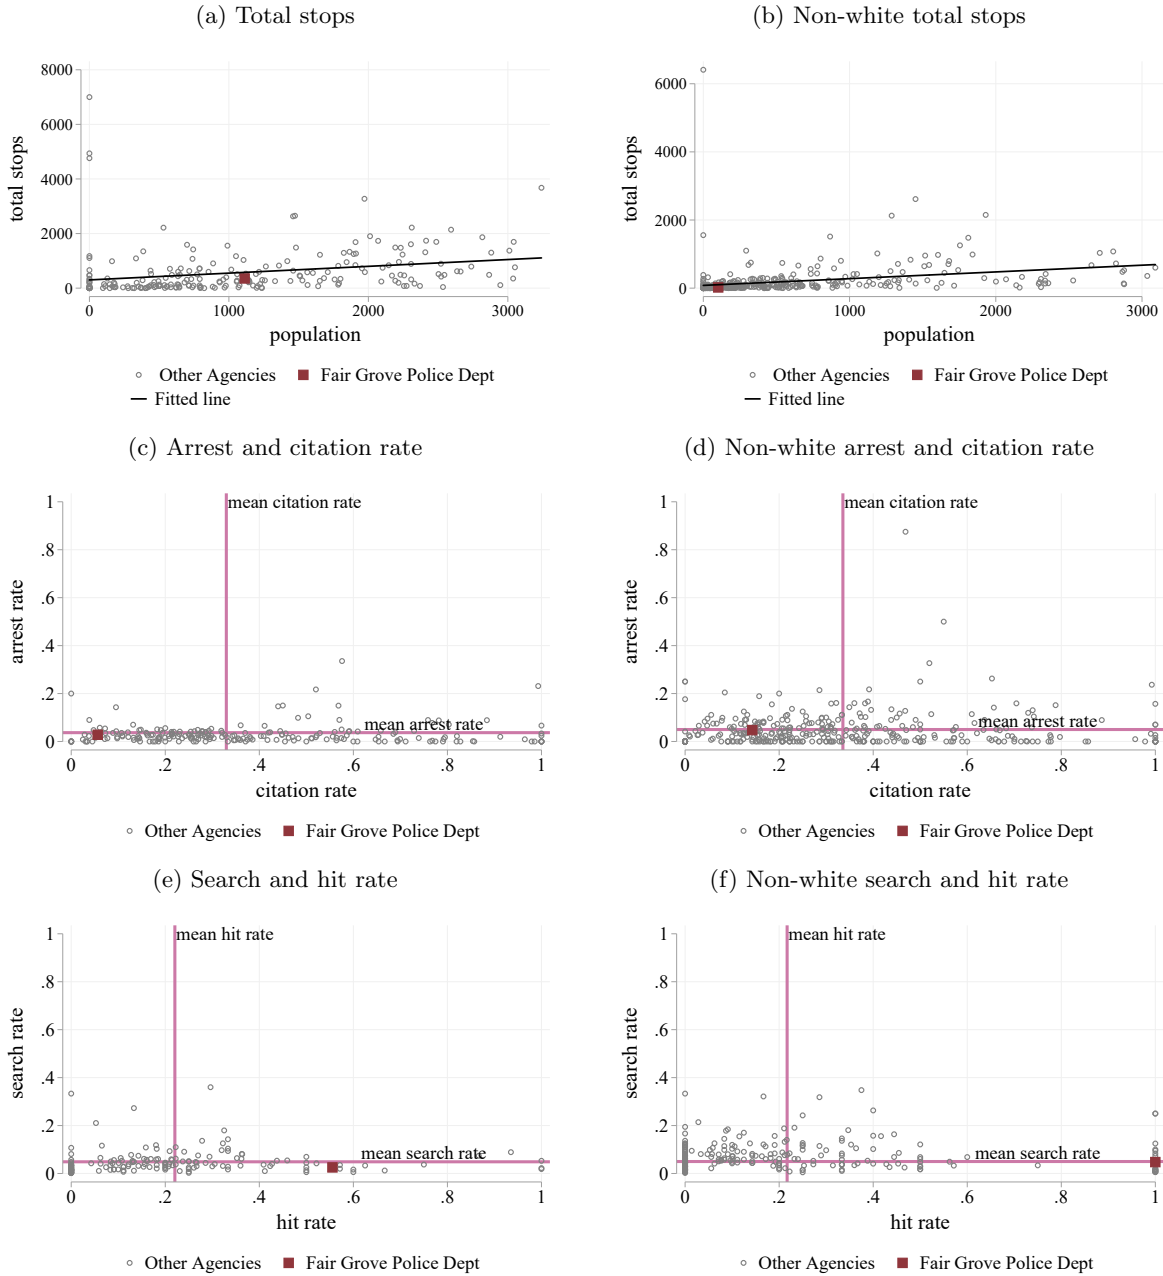 (a) Total stops
(b) Non-white total stops
total stops
8000
6000
4000
2000
0
0
1000
2000
3000
population
Other Agencies
Fair Grove Police Dept
Fitted line
total stops
6000
4000
2000
0
0
1000
2000
3000
population
Other Agencies
Fair Grove Police Dept
Fitted line
(c) Arrest and citation rate
(d) Non-white arrest and citation rate
arrest rate
1
.8
.6
.4
.2
0
mean citation rate
mean arrest rate
0
.2
.4
.6
.8
1
citation rate
Other Agencies
Fair Grove Police Dept
arrest rate
1
.8
.6
.4
.2
0
mean citation rate
mean arrest rate
0
.2
.4
.6
.8
1
citation rate
Other Agencies
Fair Grove Police Dept
(e) Search and hit rate
(f) Non-white search and hit rate
search rate
1
.8
.6
.4
.2
0
mean hit rate
mean search rate
0
.2
.4
.6
.8
1
hit rate
Other Agencies
Fair Grove Police Dept
search rate
1
.8
.6
.4
.2
0
mean hit rate
mean search rate
0
.2
.4
.6
.8
1
hit rate
Other Agencies
Fair Grove Police Dept